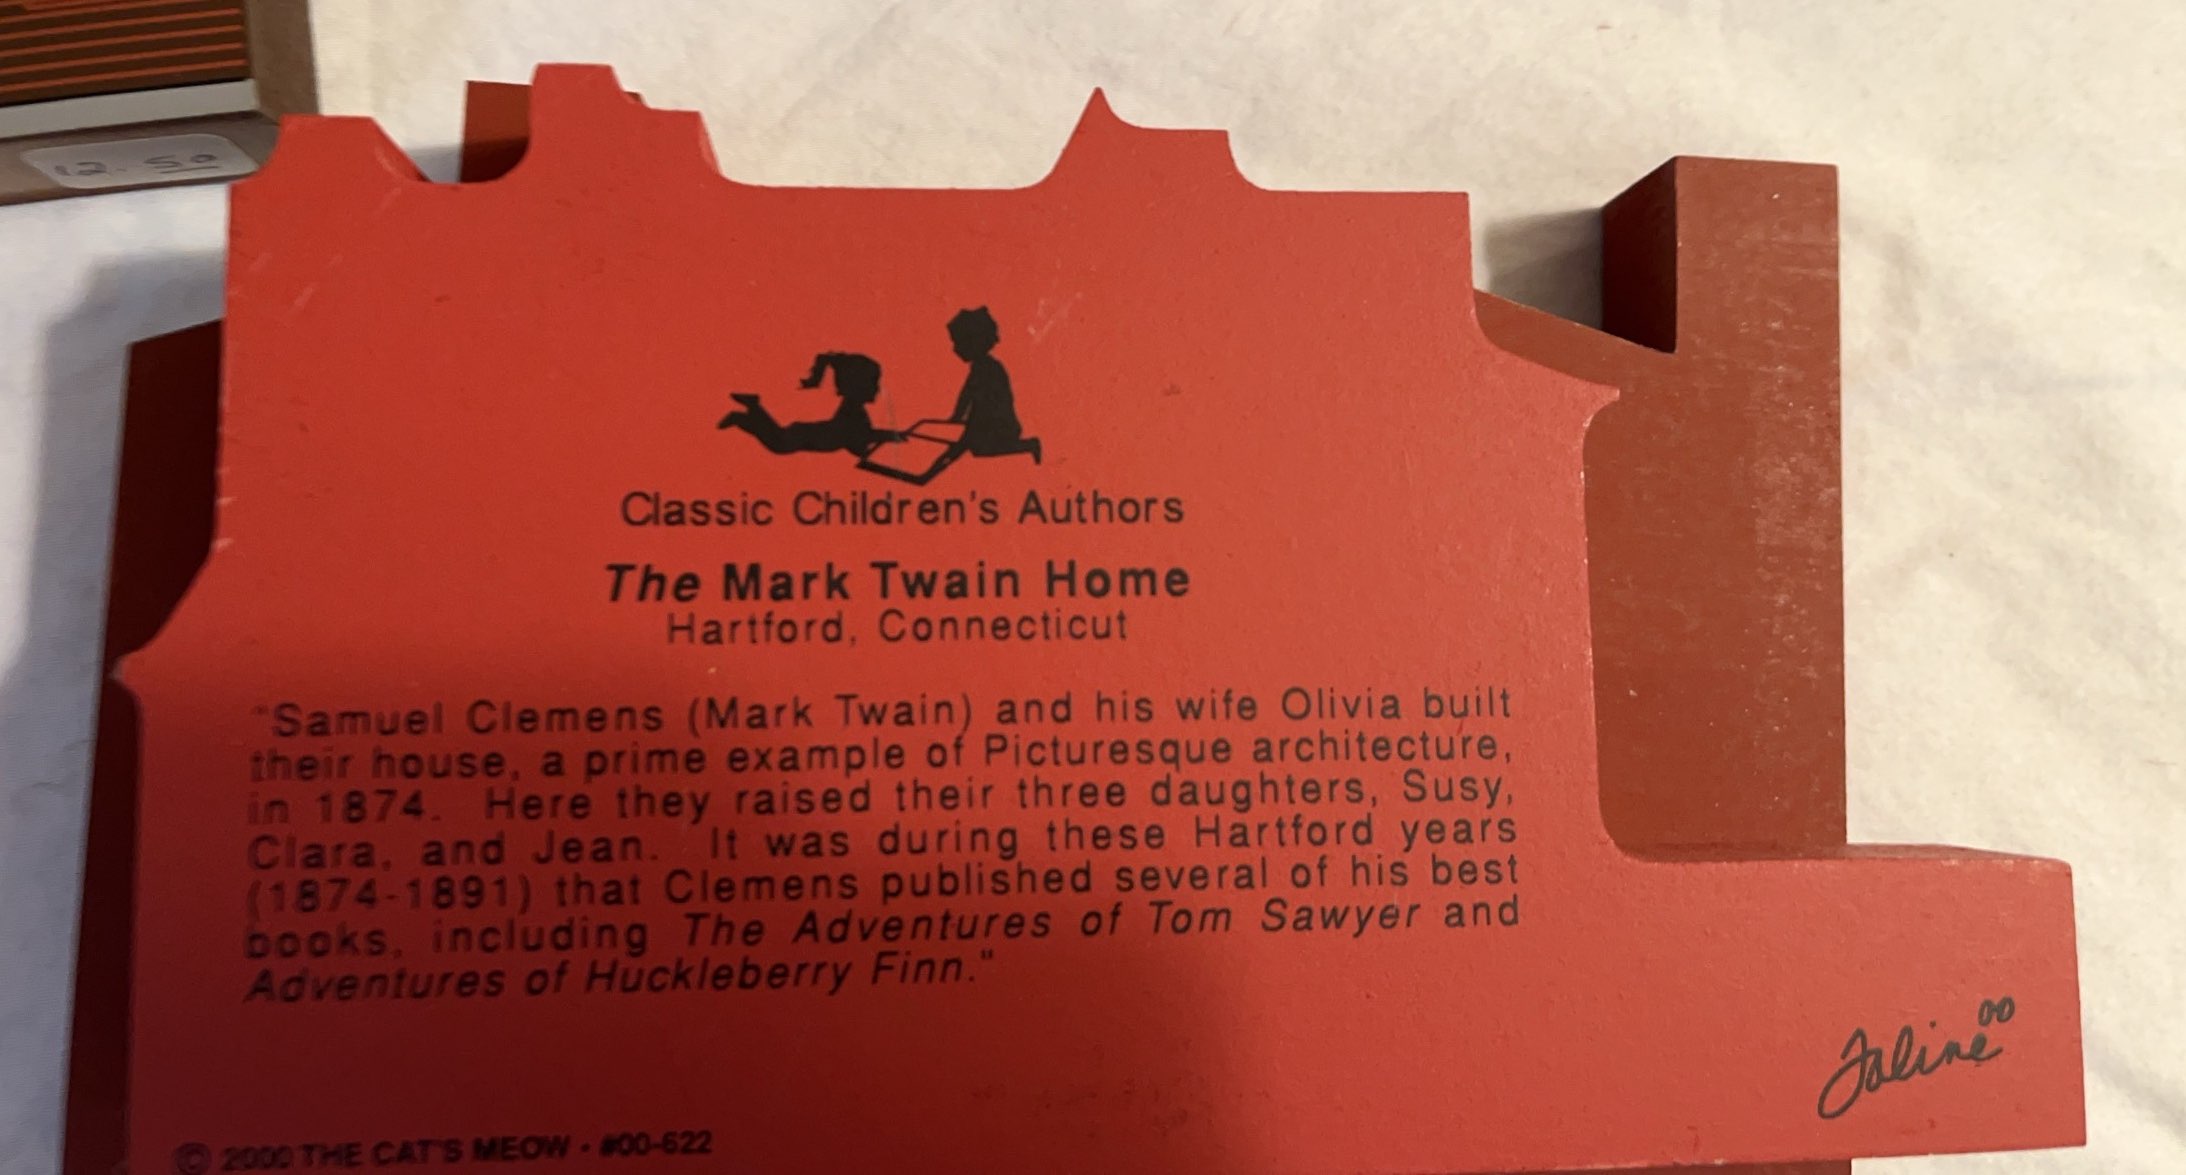 Classic Children's Authors
The Mark Twain Home
Hartford, Connecticut
"Samuel Clemens (Mark Twain) and his wife Olivia built
their house, a prime example of Picturesque architecture,
in 1874. Here they raised their three daughters, Susy,
Clara, and Jean. It was during these Hartford years
(1874-1891) that Clemens published several of his best
books, including The Adventures of Tom Sawyer and
Adventures of Huckleberry Finn."
Faline 00
© 2000 THE CAT'S MEOW · #00-622